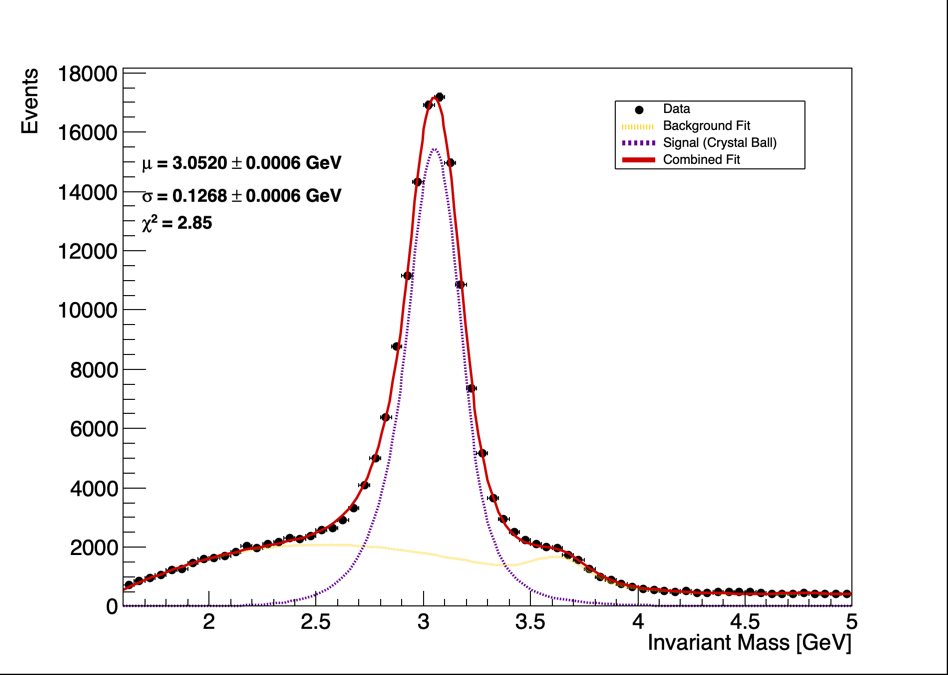 Events
18000
16000
14000
12000
10000
8000
6000
4000
2000
0
μ = 3.0520 ± 0.0006 GeV
σ = 0.1268 ± 0.0006 GeV
χ² = 2.85
Data
Background Fit
Signal (Crystal Ball)
Combined Fit
2 2.5 3 3.5 4 4.5 5
Invariant Mass [GeV]